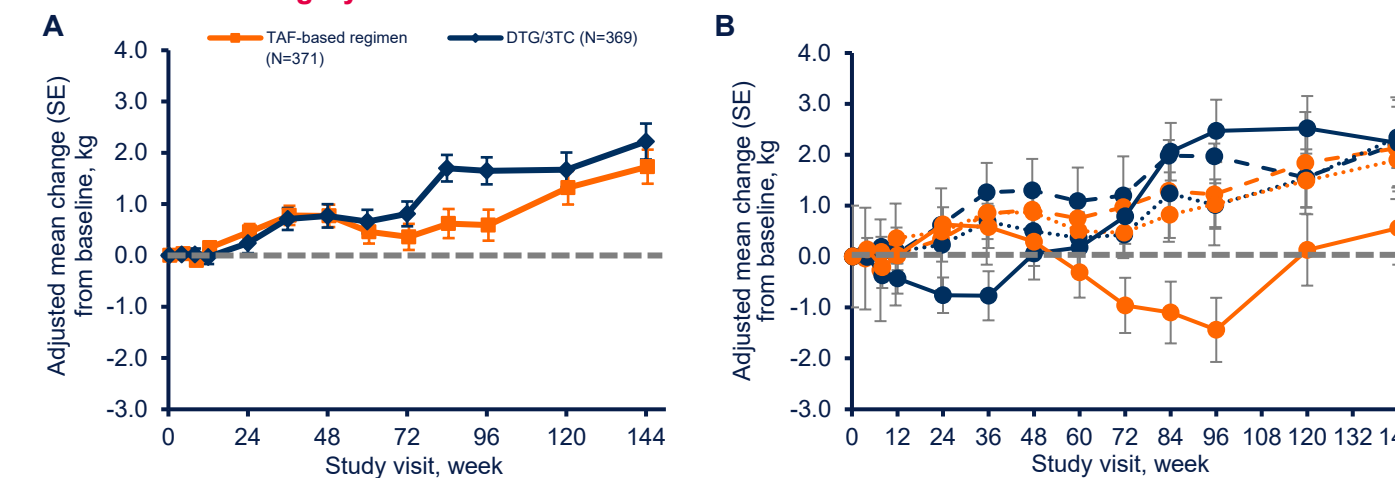 A
TAF-based regimen
(N=371)
DTG/3TC (N=369)
Adjusted mean change (SE)
from baseline, kg
4.0
3.0
2.0
1.0
0.0
-1.0
-2.0
-3.0
0 24 48 72 96 120 144
Study visit, week
B
Adjusted mean change (SE)
from baseline, kg
4.0
3.0
2.0
1.0
0.0
-1.0
-2.0
-3.0
0 12 24 36 48 60 72 84 96 108 120 132
Study visit, week